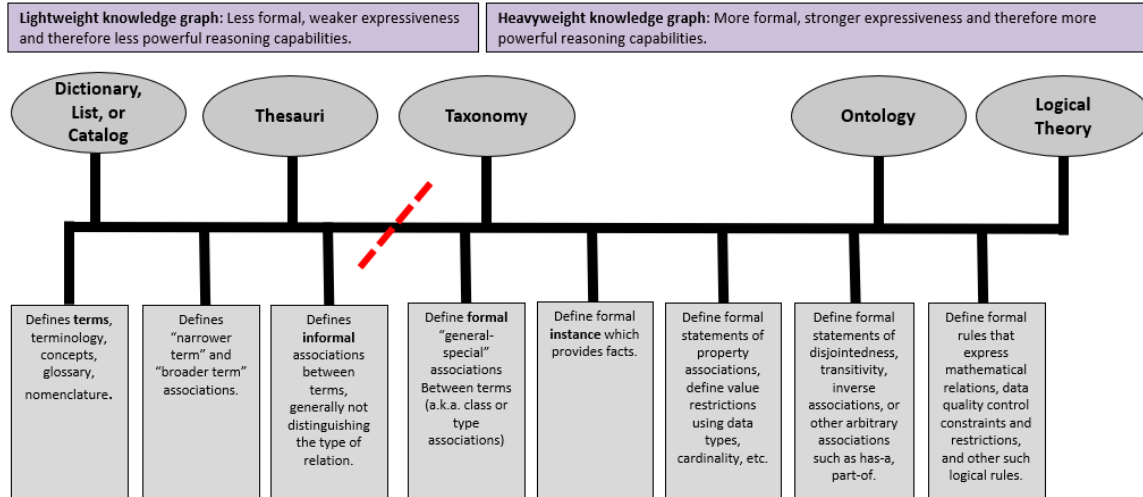 Lightweight knowledge graph: Less formal, weaker expressiveness
and therefore less powerful reasoning capabilities.
Heavyweight knowledge graph: More formal, stronger expressiveness and therefore more
powerful reasoning capabilities.
Dictionary,
List, or
Catalog
Thesauri
Taxonomy
Ontology
Logical
Theory
Defines terms,
terminology,
concepts,
glossary,
nomenclature.
Defines
“narrower
term” and
“broader term”
associations.
Defines
informal
associations
between
terms,
generally not
distinguishing
the type of
relation.
Define formal
“general-
special”
associations
Between terms
(a.k.a. class or
type
associations)
Define formal
instance which
provides facts.
Define formal
statements of
property
associations,
define value
restrictions
using data
types,
cardinality, etc.
Define formal
statements of
disjointedness,
transitivity,
inverse
associations, or
other arbitrary
associations
such as has-a,
part-of.
Define formal
rules that
express
mathematical
relations, data
quality control
constraints and
restrictions,
and other such
logical rules.